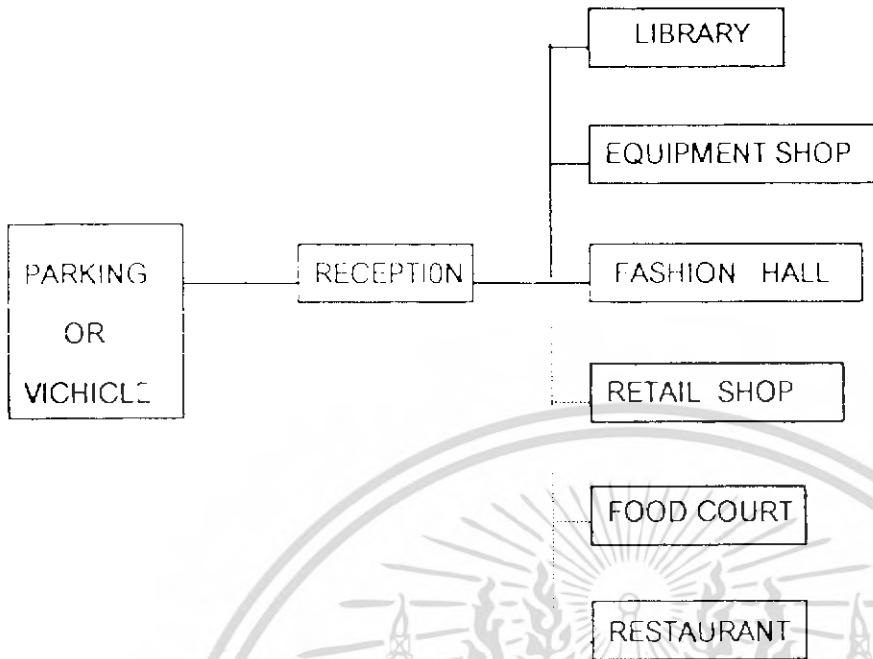 LIBRARY
EQUIPMENT SHOP
PARKING
OR
VICHICLE
RECEPTION
FASHION HALL
RETAIL SHOP
FOOD COURT
RESTAURANT